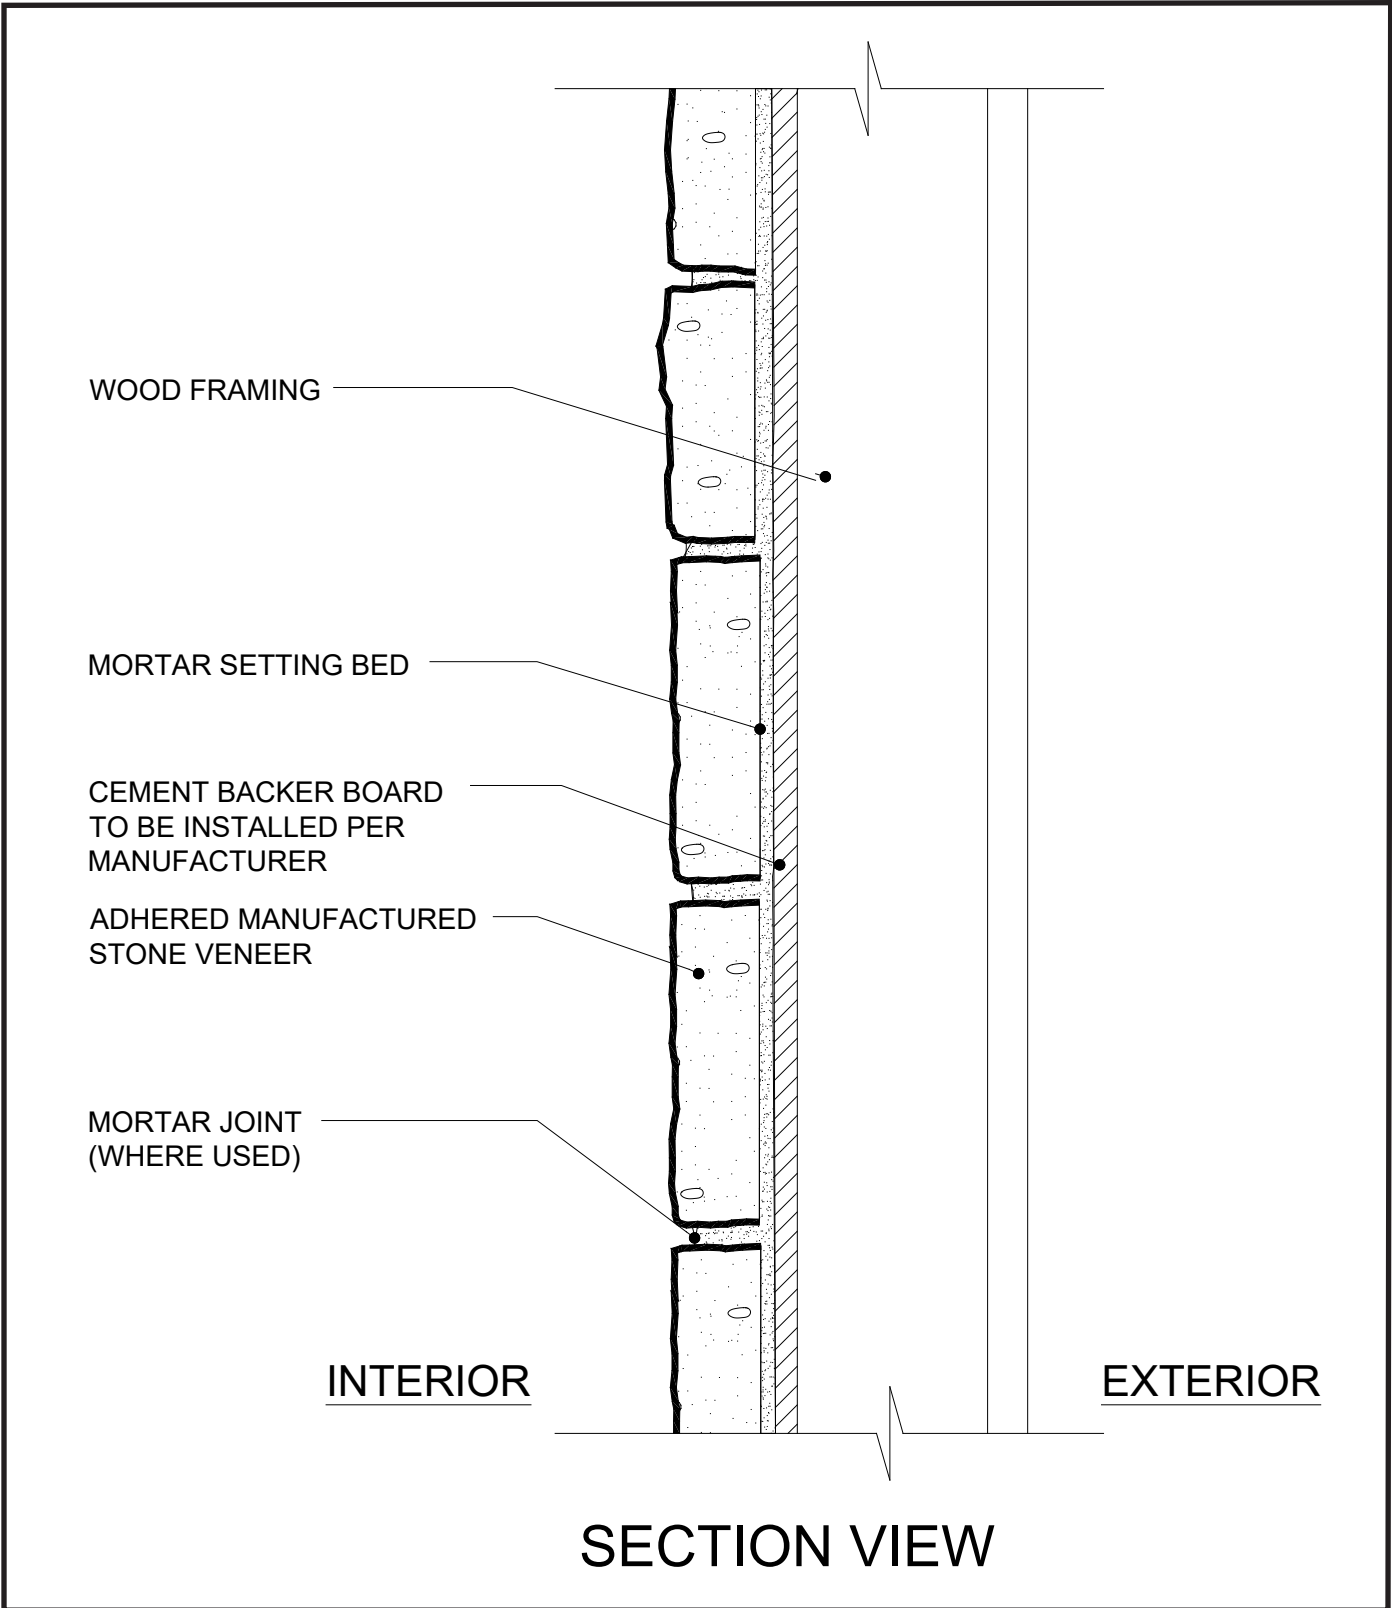 WOOD FRAMING
MORTAR SETTING BED
CEMENT BACKER BOARD
TO BE INSTALLED PER
MANUFACTURER
ADHERED MANUFACTURED
STONE VENEER
MORTAR JOINT
(WHERE USED)
INTERIOR
EXTERIOR
SECTION VIEW